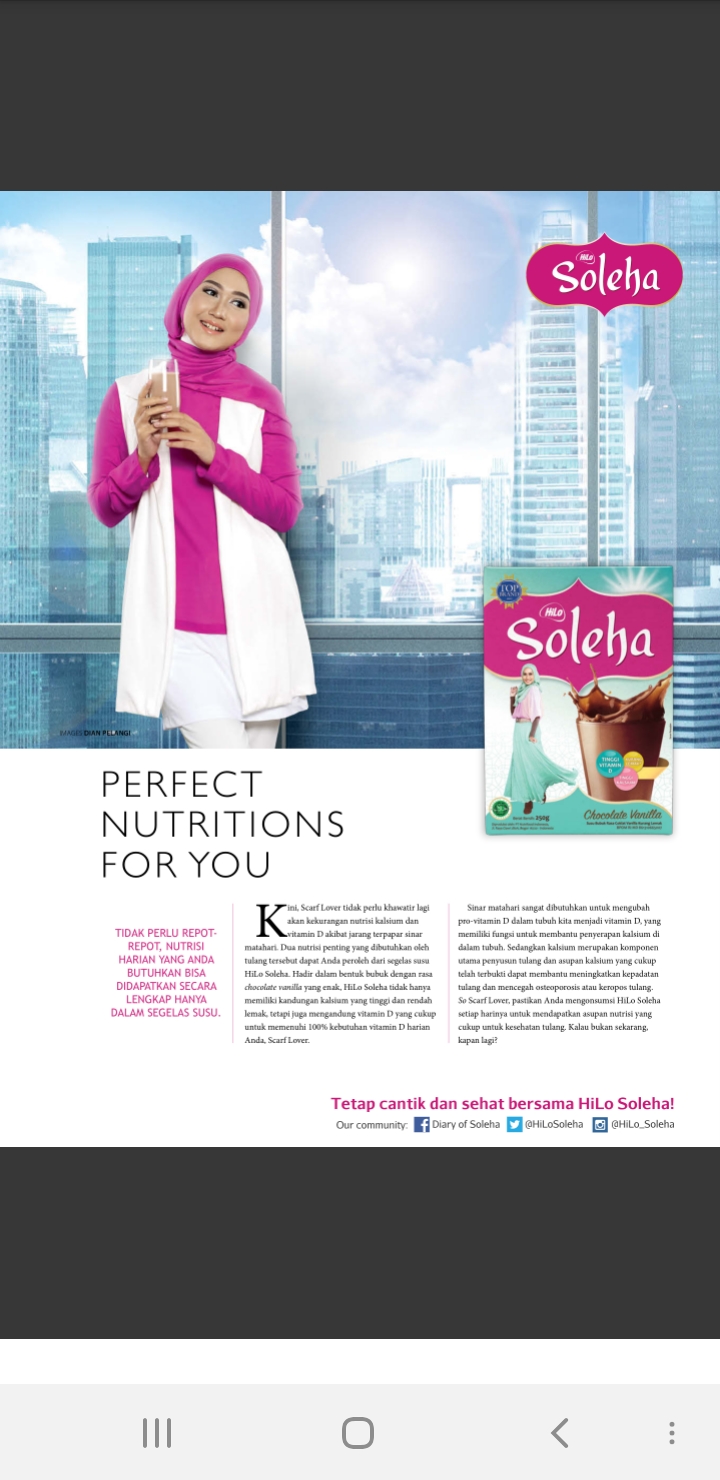 HiLo
Soleha
TOP
BRAND
HiLo
Soleha
TINGGI
VITAMIN
D
Chocolate Vanilla
250g
IMAGES DIAN PELANGI
PERFECT
NUTRITIONS
FOR YOU
TIDAK PERLU REPOT-
REPOT, NUTRISI
HARIAN YANG ANDA
BUTUHKAN BISA
DIDAPATKAN SECARA
LENGKAP HANYA
DALAM SEGELAS SUSU.
Kini, Scarf Lover tidak perlu khawatir lagi
akan kekurangan nutrisi kalsium dan
vitamin D akibat jarang terpapar sinar
matahari. Dua nutrisi penting yang dibutuhkan oleh
tulang tersebut dapat Anda peroleh dari segelas susu
HiLo Soleha. Hadir dalam bentuk bubuk dengan rasa
chocolate vanilla yang enak, HiLo Soleha tidak hanya
memiliki kandungan kalsium yang tinggi dan rendah
lemak, tetapi juga mengandung vitamin D yang cukup
untuk memenuhi 100% kebutuhan vitamin D harian
Anda, Scarf Lover.
Sinar matahari sangat dibutuhkan untuk mengubah
pro-vitamin D dalam tubuh kita menjadi vitamin D, yang
memiliki fungsi untuk membantu penyerapan kalsium di
dalam tubuh. Sedangkan kalsium merupakan komponen
utama penyusun tulang dan asupan kalsium yang cukup
telah terbukti dapat membantu meningkatkan kepadatan
tulang dan mencegah osteoporosis atau keropos tulang.
So Scarf Lover, pastikan Anda mengonsumsi HiLo Soleha
setiap harinya untuk mendapatkan asupan nutrisi yang
cukup untuk kesehatan tulang. Kalau bukan sekarang,
kapan lagi?
Tetap cantik dan sehat bersama HiLo Soleha!
Our community: Diary of Soleha @HiLoSoleha @HiLo_Soleha